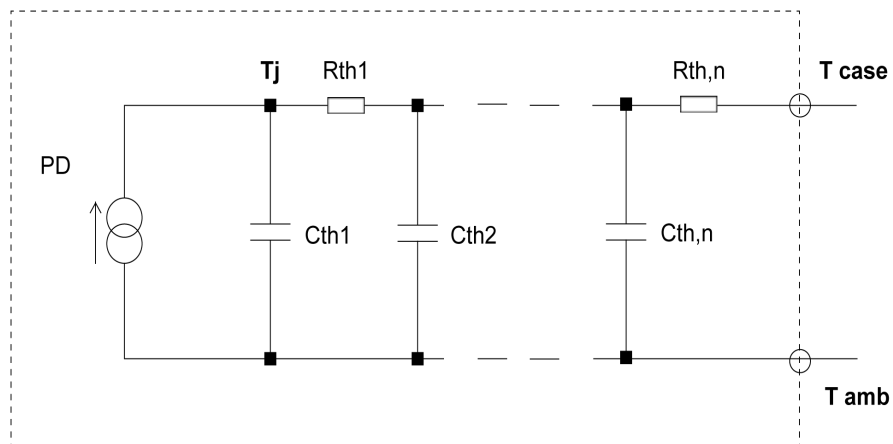 Tj
Rth1
Rth,n
T case
PD
Cth1
Cth2
Cth,n
T amb